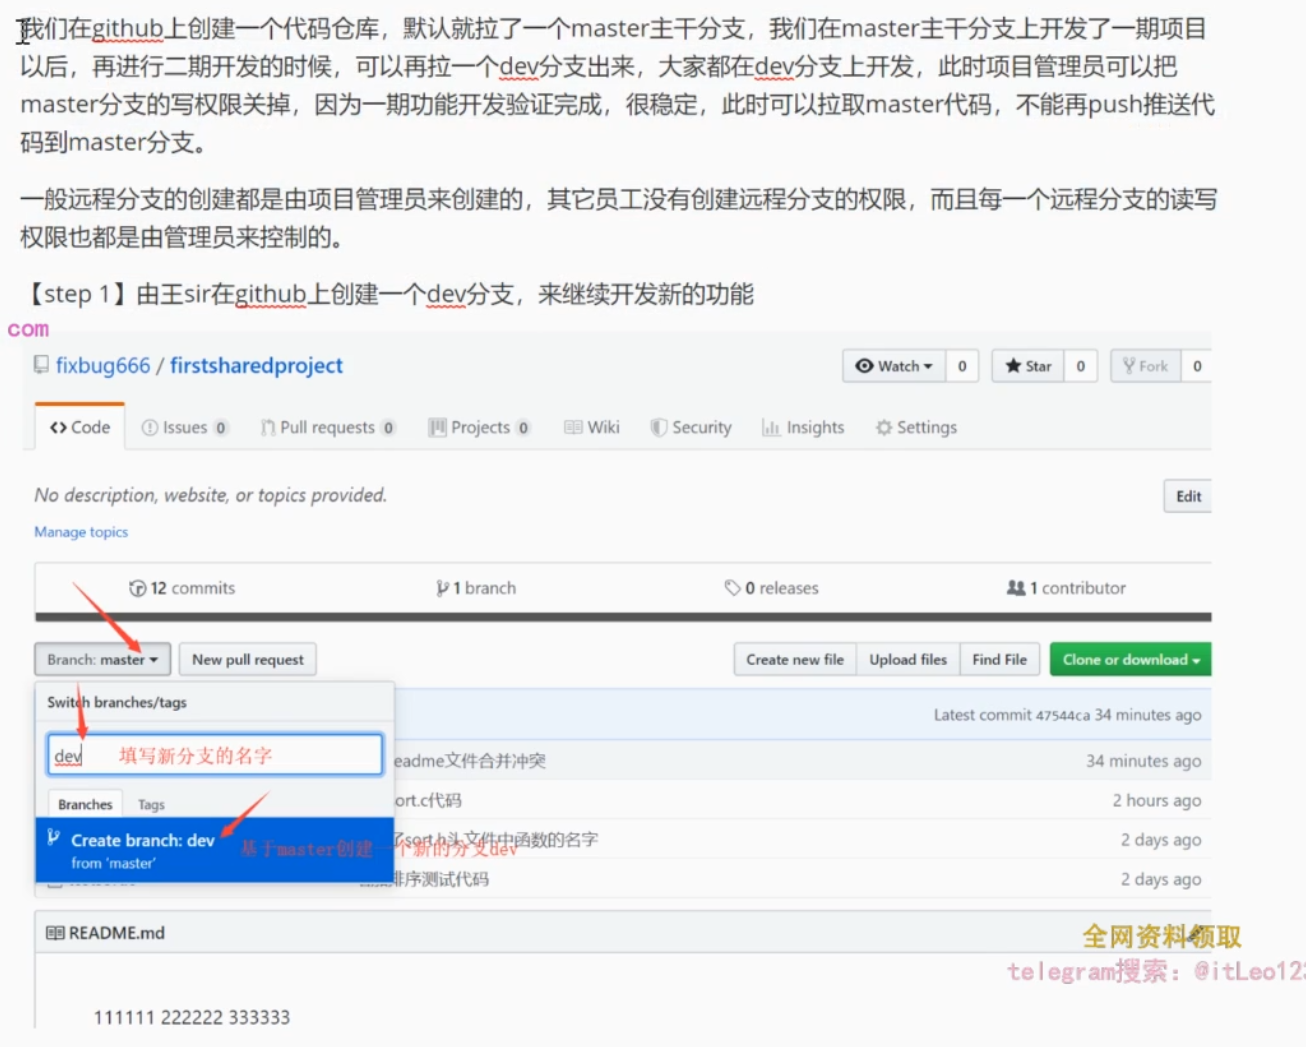 我们在github上创建一个代码仓库，默认就拉了一个master主干分支，我们在master主干分支上开发了一期项目
以后，再进行二期开发的时候，可以再拉一个dev分支出来，大家都在dev分支上开发，此时项目管理员可以把
master分支的写权限关掉，因为一期功能开发验证完成，很稳定，此时可以拉取master代码，不能再push推送代
码到master分支。
一般远程分支的创建都是由项目管理员来创建的，其它员工没有创建远程分支的权限，而且每一个远程分支的读写
权限也都是由管理员来控制的。
【step 1】由王sir在github上创建一个dev分支，来继续开发新的功能
com
fixbug666 / firstsharedproject
Watch 0 Star 0 Fork 0
Code Issues 0 Pull requests 0 Projects 0 Wiki Security Insights Settings
No description, website, or topics provided.
Edit
Manage topics
12 commits 1 branch 0 releases 1 contributor
Branch: master New pull request Create new file Upload files Find File Clone or download
Switch branches/tags
Latest commit 47544ca 34 minutes ago
dev 填写新分支的名字
eadme文件合并冲突 34 minutes ago
Branches Tags
ort.c代码 2 hours ago
Create branch: dev
from 'master'
基于master创建一个新的分支dev
了sort.h头文件中函数的名字 2 days ago
排序测试代码 2 days ago
README.md
全网资料领取
telegram搜索：@itLeo123
111111 222222 333333